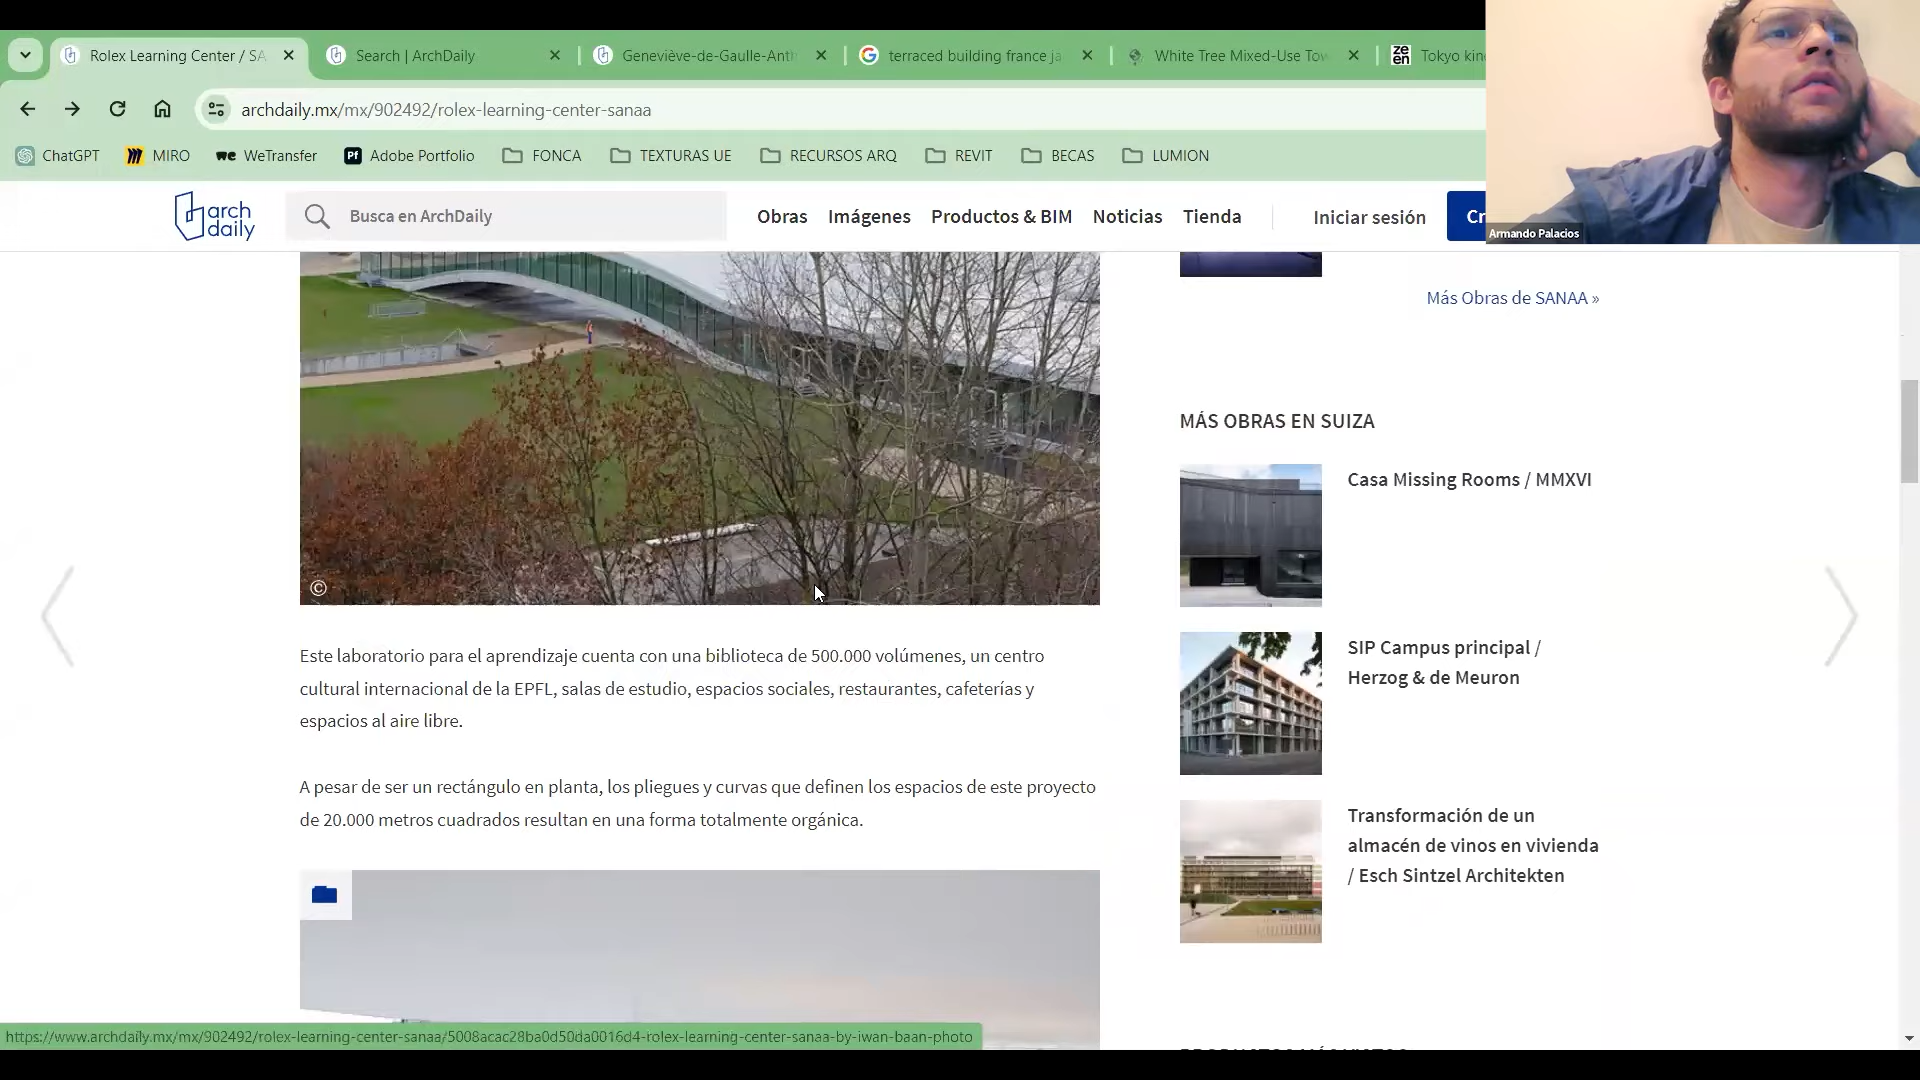 Rolex Learning Center / SA
Search | ArchDaily
Geneviève-de-Gaulle-Anth
terraced building france ja
White Tree Mixed-Use Tow
ze
en
Tokyo kin
archdaily.mx/mx/902492/rolex-learning-center-sanaa
ChatGPT
MIRO
WeTransfer
Pf Adobe Portfolio
FONCA
TEXTURAS UE
RECURSOS ARQ
REVIT
BECAS
LUMION
arch
daily
Busca en ArchDaily
Obras
Imágenes
Productos & BIM
Noticias
Tienda
Iniciar sesión
Cr
Armando Palacios
Más Obras de SANAA »
©
Este laboratorio para el aprendizaje cuenta con una biblioteca de 500.000 volúmenes, un centro
cultural internacional de la EPFL, salas de estudio, espacios sociales, restaurantes, cafeterías y
espacios al aire libre.
A pesar de ser un rectángulo en planta, los pliegues y curvas que definen los espacios de este proyecto
de 20.000 metros cuadrados resultan en una forma totalmente orgánica.
MÁS OBRAS EN SUIZA
Casa Missing Rooms / MMXVI
SIP Campus principal /
Herzog & de Meuron
Transformación de un
almacén de vinos en vivienda
/ Esch Sintzel Architekten
https://www.archdaily.mx/mx/902492/rolex-learning-center-sanaa/5008acac28ba0d50da0016d4-rolex-learning-center-sanaa-by-iwan-baan-photo